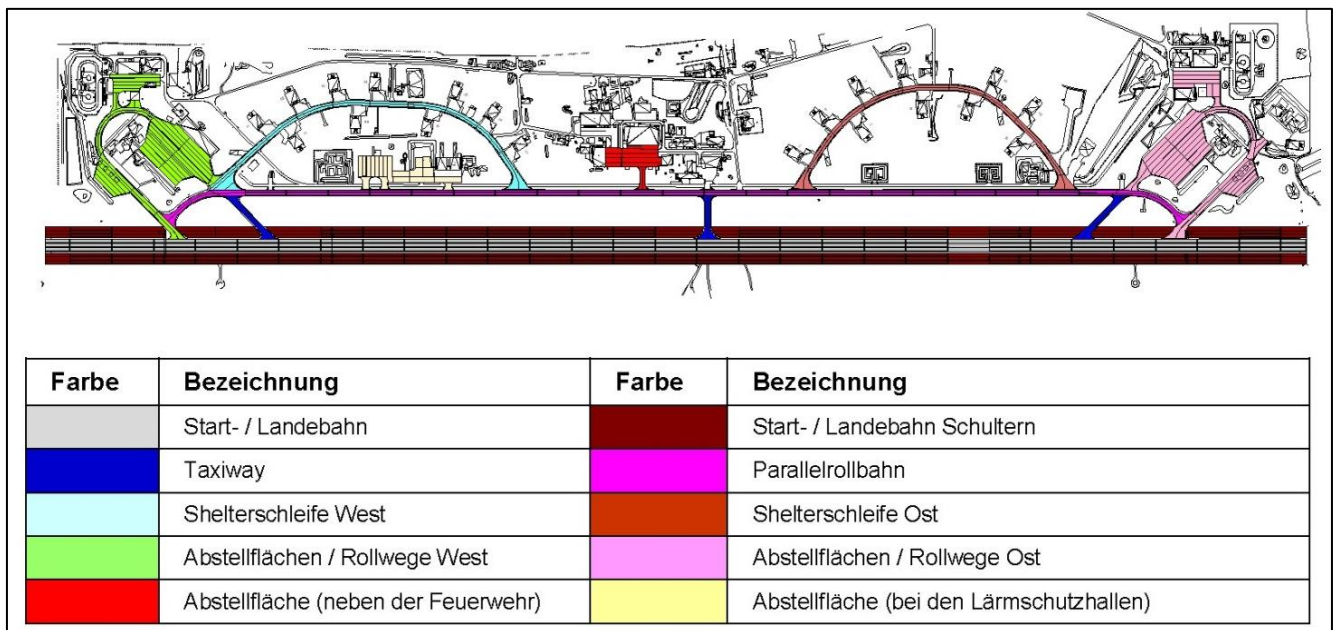 Farbe Bezeichnung Farbe Bezeichnung
Start- / Landebahn Start- / Landebahn Schultern
Taxiway Parallelrollbahn
Shelterschleife West Shelterschleife Ost
Abstellflächen / Rollwege West Abstellflächen / Rollwege Ost
Abstellfläche (neben der Feuerwehr) Abstellfläche (bei den Lärmschutzhallen)